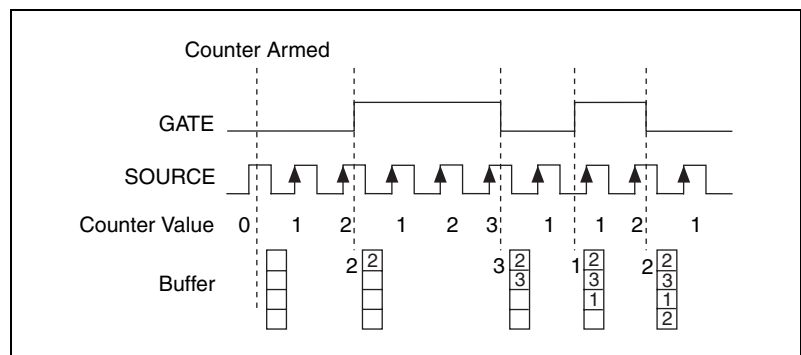 Counter Armed
GATE
SOURCE
Counter Value 0 1 2 1 2 3 1 1 2 1
Buffer
2 2
3 2 3
1 2 3 1
2 2 3 1 2